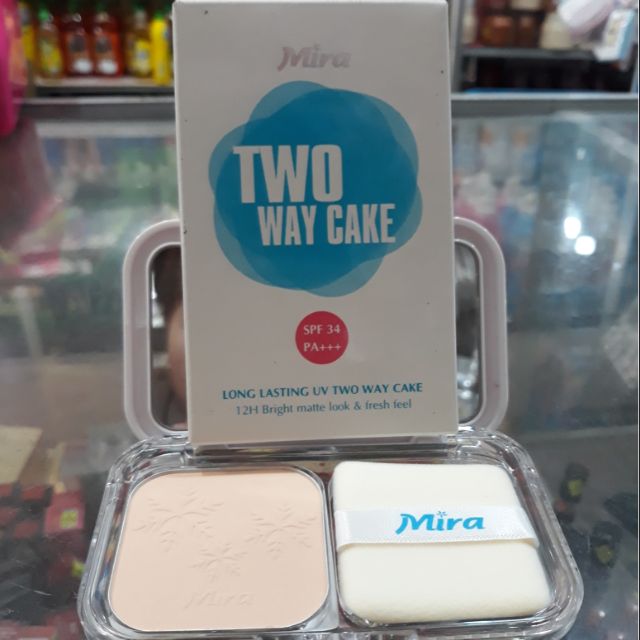 Mira
TWO
WAY CAKE
SPF 34
PA+++
LONG LASTING UV TWO WAY CAKE
12H Bright matte look & fresh feel
Mira
Mira